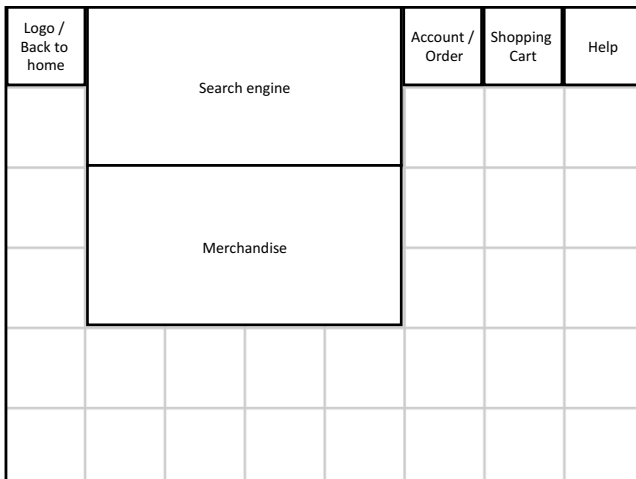 Logo /
Back to
home
Search engine
Account /
Order
Shopping
Cart
Help
Merchandise